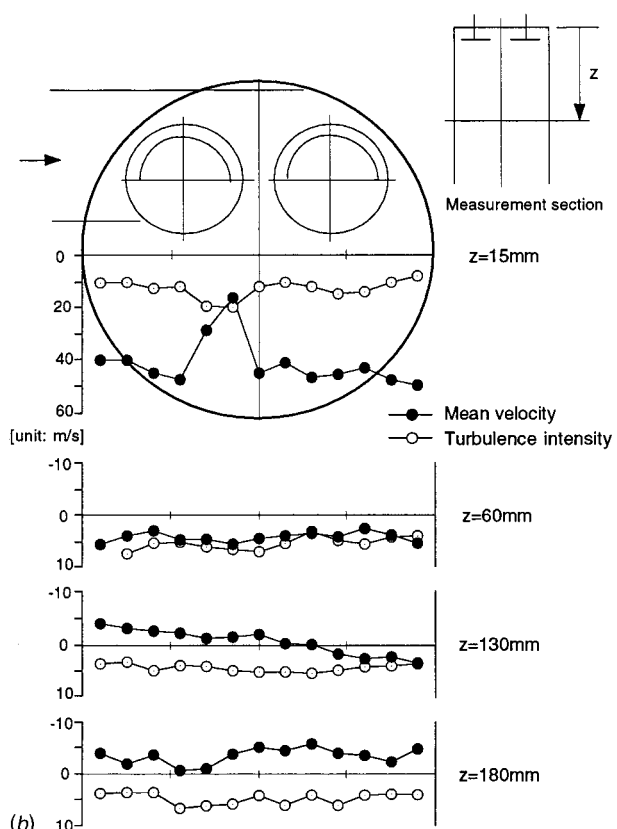 z
Measurement section
z=15mm
0
20
40
60
[unit: m/s]
Mean velocity
Turbulence intensity
-10
0
10
z=60mm
-10
0
10
z=130mm
-10
0
10
z=180mm
(b)